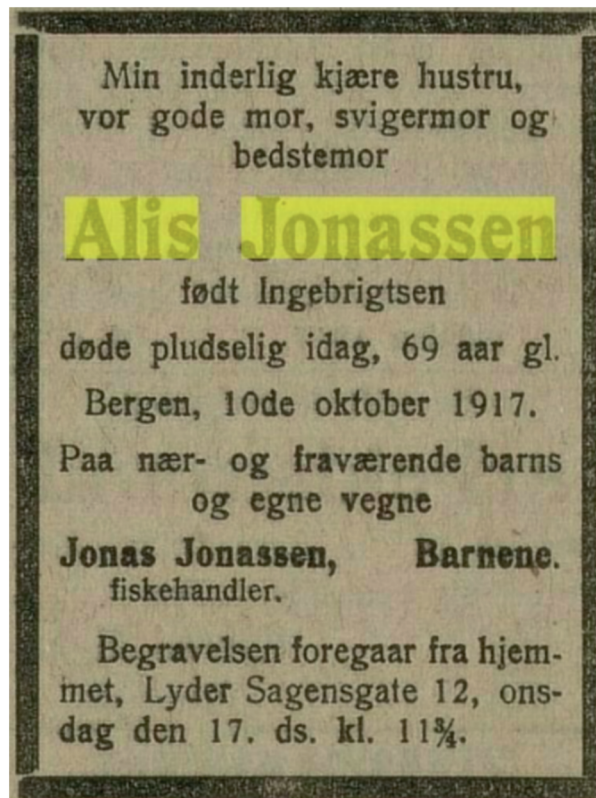 Min inderlig kjære hustru,
vor gode mor, svigermor og
bedstemor
Alis Jonassen
født Ingebrigtsen
døde pludselig idag, 69 aar gl.
Bergen, 10de oktober 1917.
Paa nær- og fraværende barns
og egne vegne
Jonas Jonassen, Barnene.
fiskehandler.
Begravelsen foregaar fra hjem-
met, Lyder Sagensgate 12, ons-
dag den 17. ds. kl. 11¾.